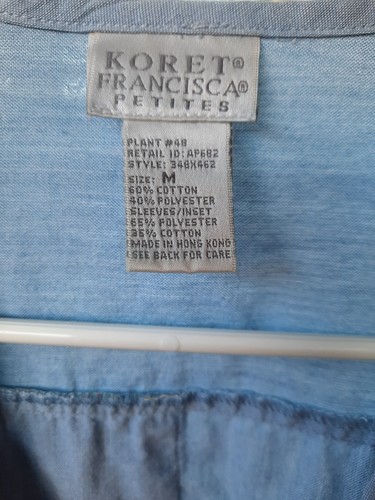 KORET®
FRANCISCA®
PETITES
PLANT #48
RETAIL ID: AP682
STYLE: 348X462
SIZE: M
60% COTTON
40% POLYESTER
SLEEVES/INSET
65% POLYESTER
35% COTTON
MADE IN HONG KONG
SEE BACK FOR CARE